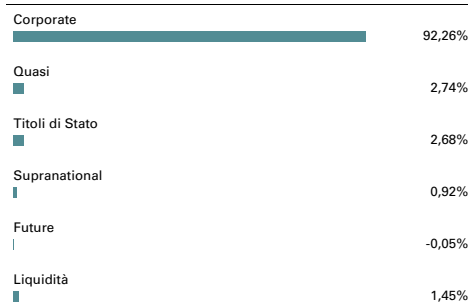 Corporate
92,26%
Quasi
2,74%
Titoli di Stato
2,68%
Supranational
0,92%
Future
-0,05%
Liquidità
1,45%